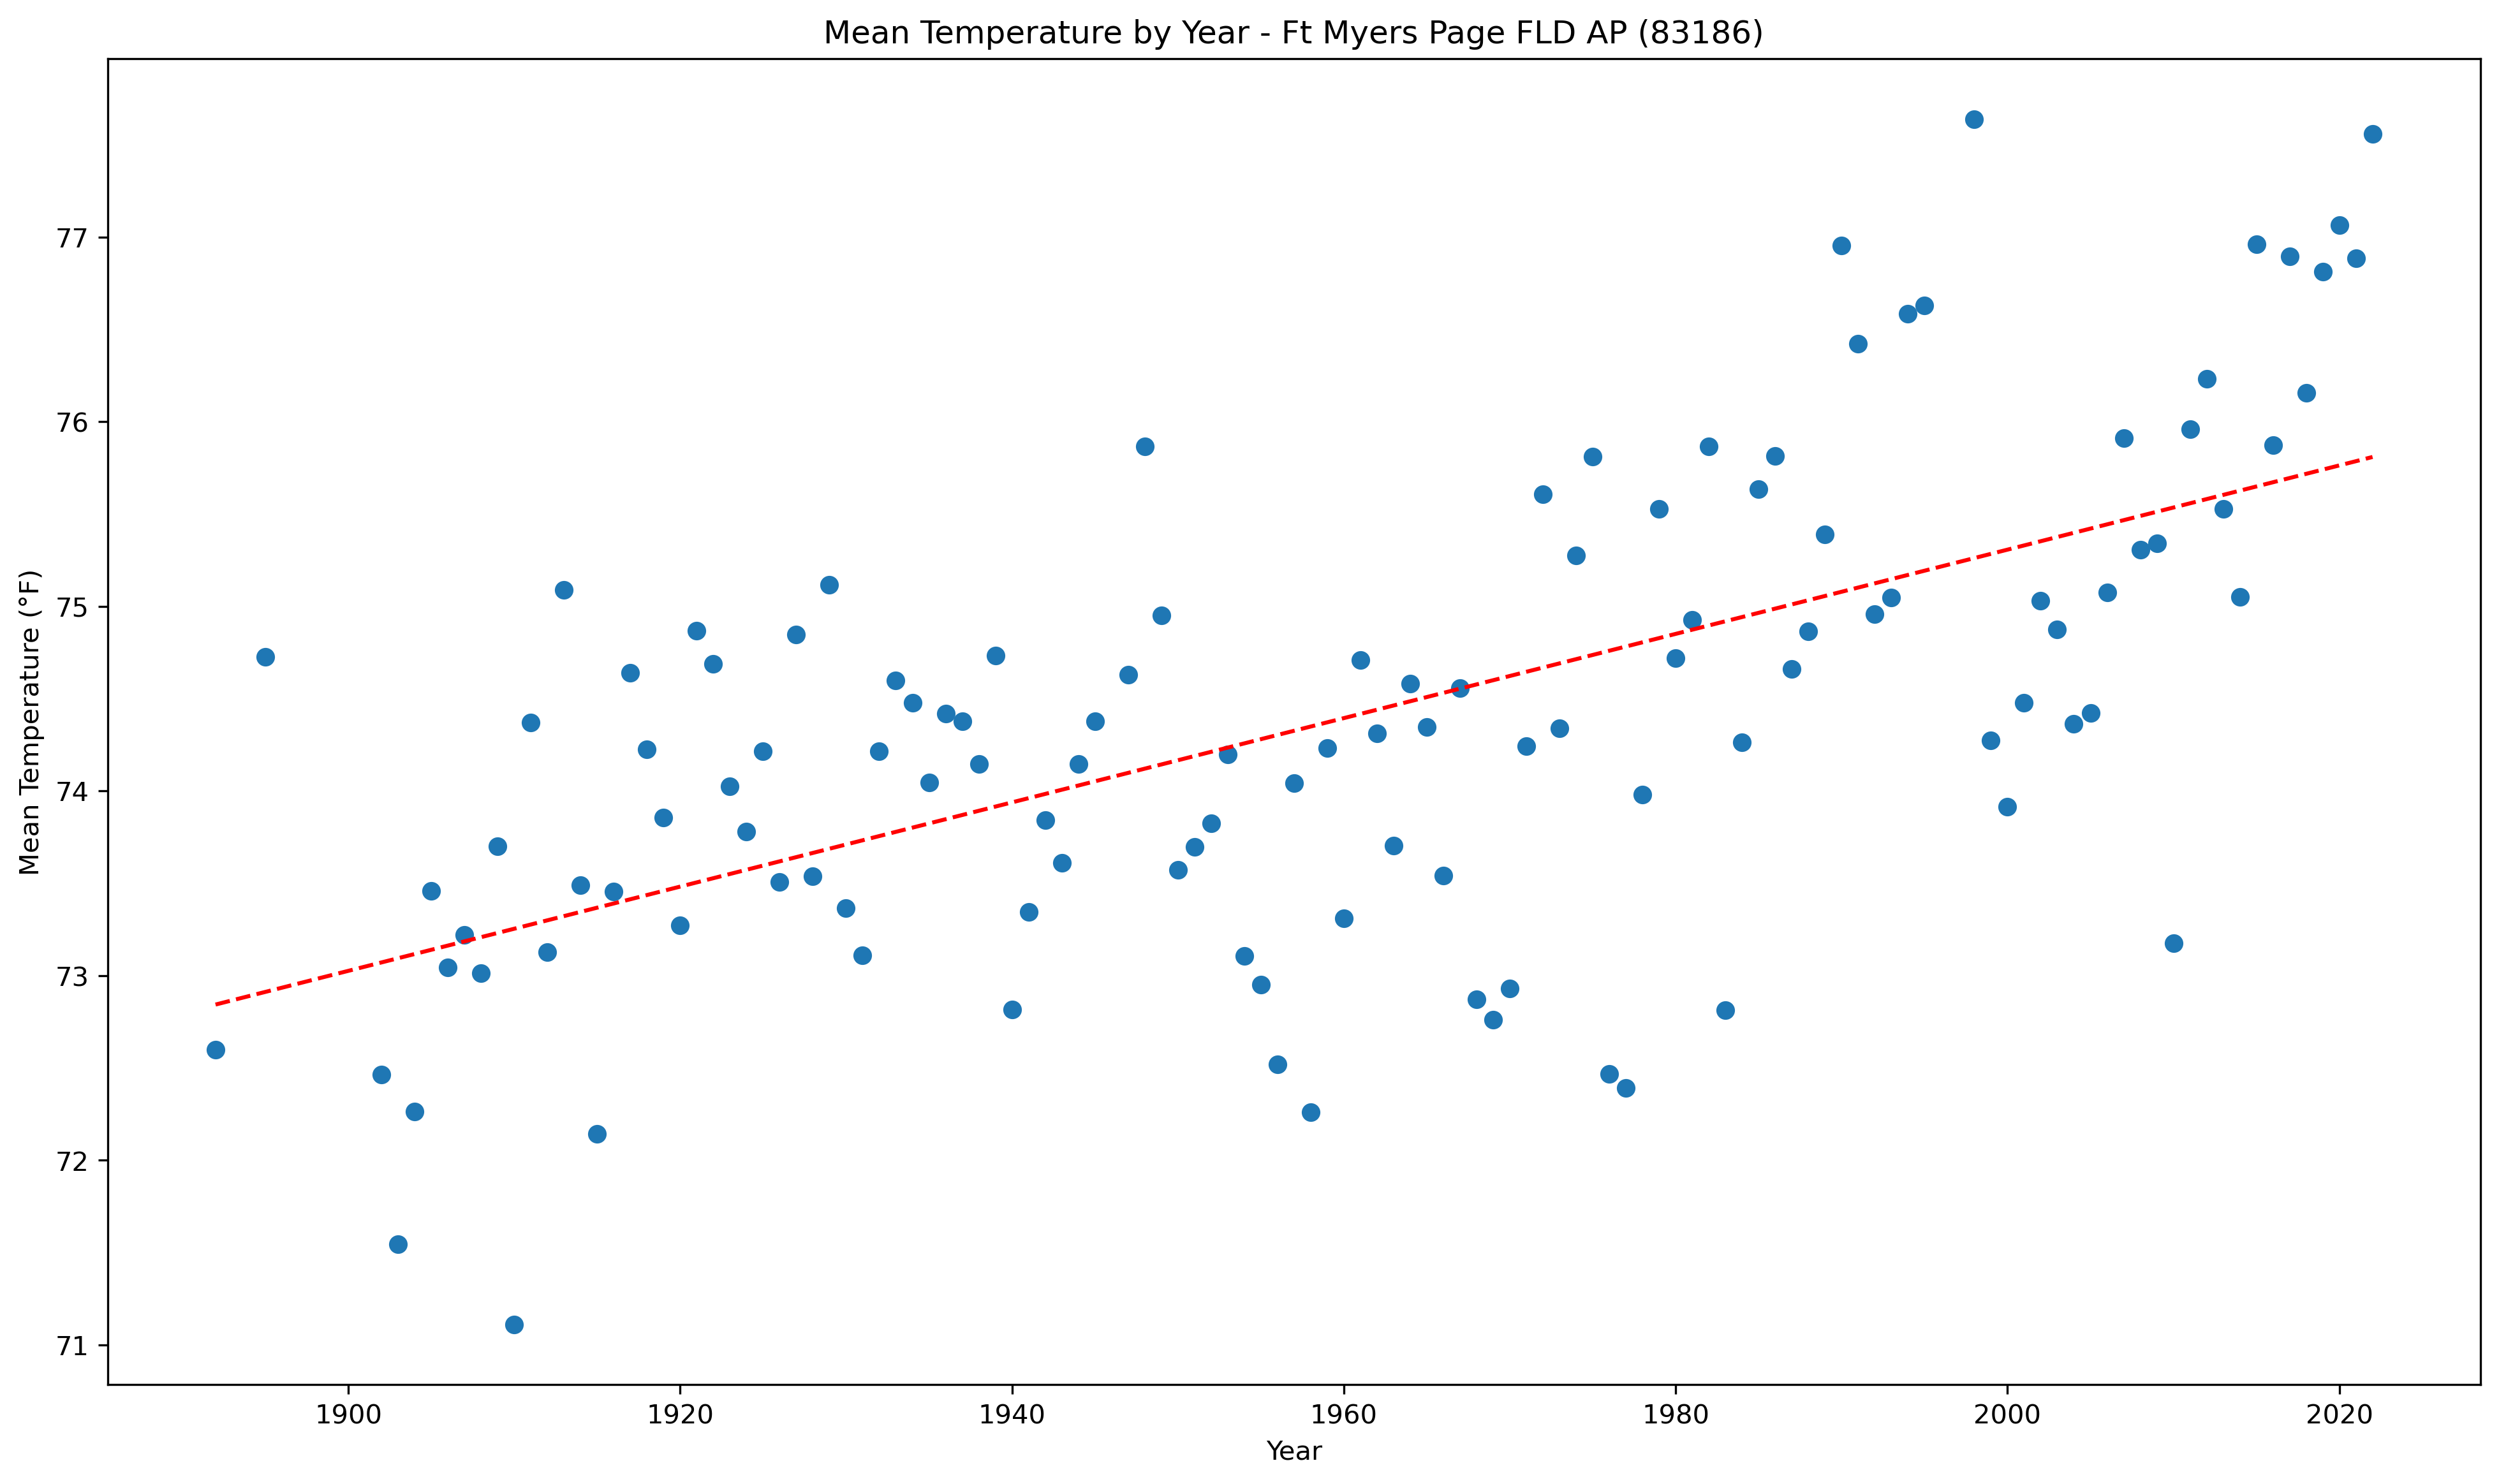 Mean Temperature by Year - Ft Myers Page FLD AP (83186)
Mean Temperature (°F)
77
76
75
74
73
72
71
1900 1920 1940 1960 1980 2000 2020
Year